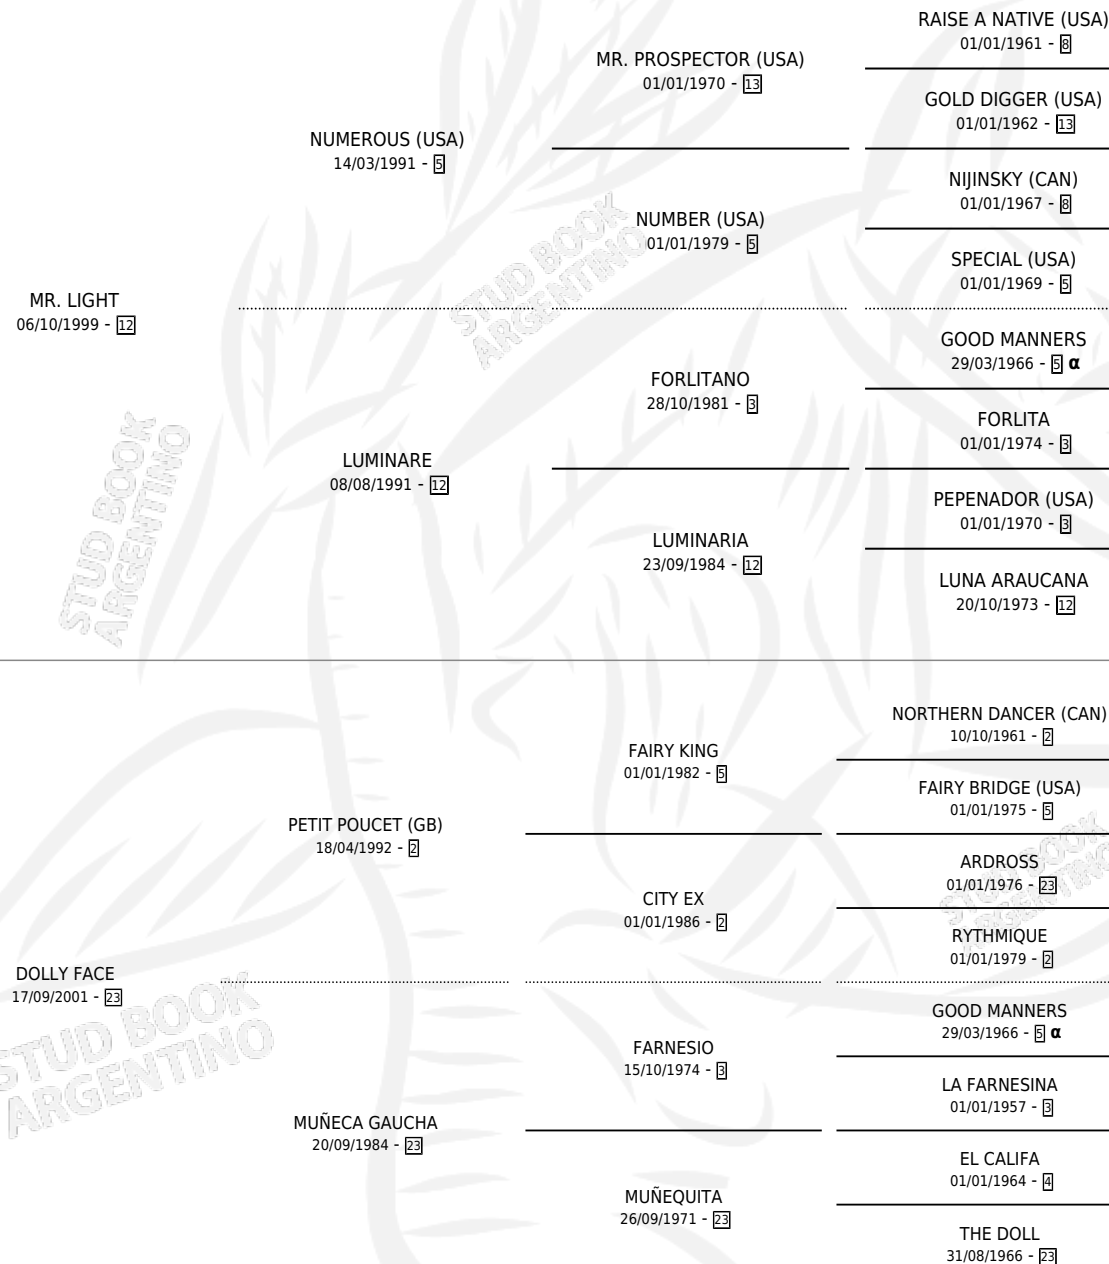 RAISE A NATIVE (USA)
01/01/1961 - 8
MR. PROSPECTOR (USA)
01/01/1970 - 13
GOLD DIGGER (USA)
01/01/1962 - 13
NUMEROUS (USA)
14/03/1991 - 5
NIJINSKY (CAN)
01/01/1967 - 8
NUMBER (USA)
01/01/1979 - 5
SPECIAL (USA)
01/01/1969 - 5
STUD BOOK
ARGENTINO
MR. LIGHT
06/10/1999 - 12
GOOD MANNERS
29/03/1966 - 5 α
FORLITANO
28/10/1981 - 3
FORLITA
01/01/1974 - 3
LUMINARE
08/08/1991 - 12
PEPENADOR (USA)
01/01/1970 - 3
LUMINARIA
23/09/1984 - 12
LUNA ARAUCANA
20/10/1973 - 12
STUD BOOK
ARGENTINO
NORTHERN DANCER (CAN)
10/10/1961 - 2
FAIRY KING
01/01/1982 - 5
FAIRY BRIDGE (USA)
01/01/1975 - 5
PETIT POUCET (GB)
18/04/1992 - 2
ARDROSS
01/01/1976 - 23
CITY EX
01/01/1986 - 2
RYTHMIQUE
01/01/1979 - 2
STUD BOOK
ARGENTINO
DOLLY FACE
17/09/2001 - 23
GOOD MANNERS
29/03/1966 - 5 α
FARNESIO
15/10/1974 - 3
LA FARNESINA
01/01/1957 - 3
MUÑECA GAUCHA
20/09/1984 - 23
EL CALIFA
01/01/1964 - 4
MUÑEQUITA
26/09/1971 - 23
THE DOLL
31/08/1966 - 23
STUD BOOK
ARGENTINO